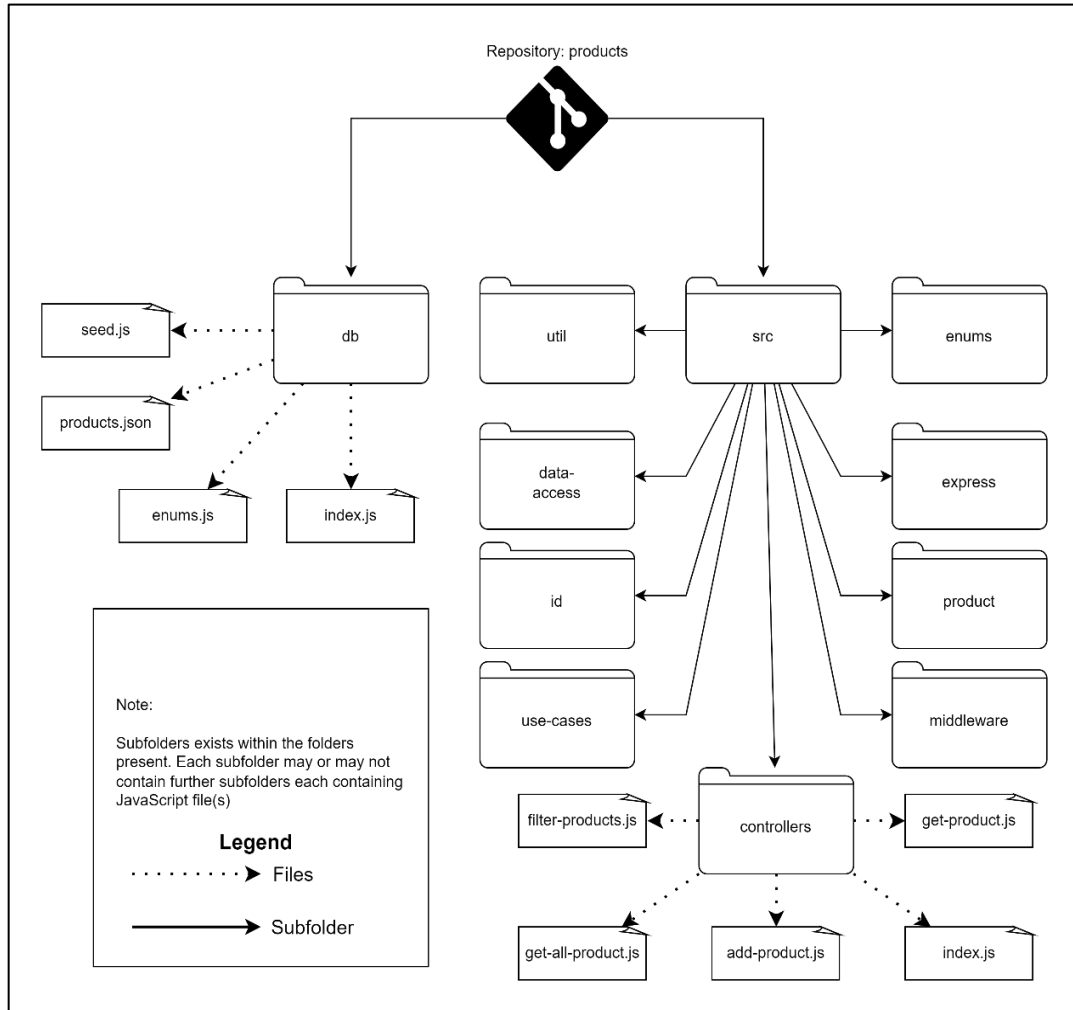 Repository: products
db
util
src
enums
seed.js
products.json
enums.js
index.js
data-
access
express
id
product
use-cases
middleware
Note:
Subfolders exists within the folders
present. Each subfolder may or may not
contain further subfolders each containing
JavaScript file(s)
Legend
Files
Subfolder
controllers
filter-products.js
get-product.js
get-all-product.js
add-product.js
index.js